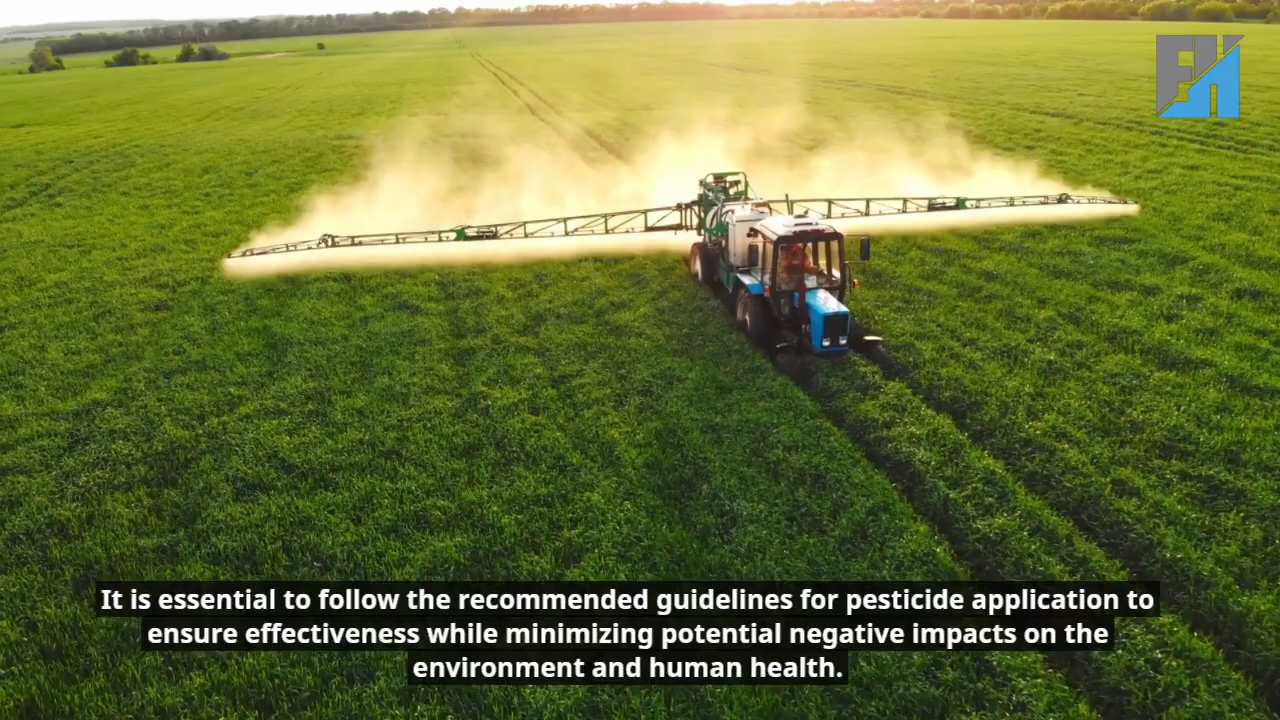 FH
It is essential to follow the recommended guidelines for pesticide application to
ensure effectiveness while minimizing potential negative impacts on the
environment and human health.